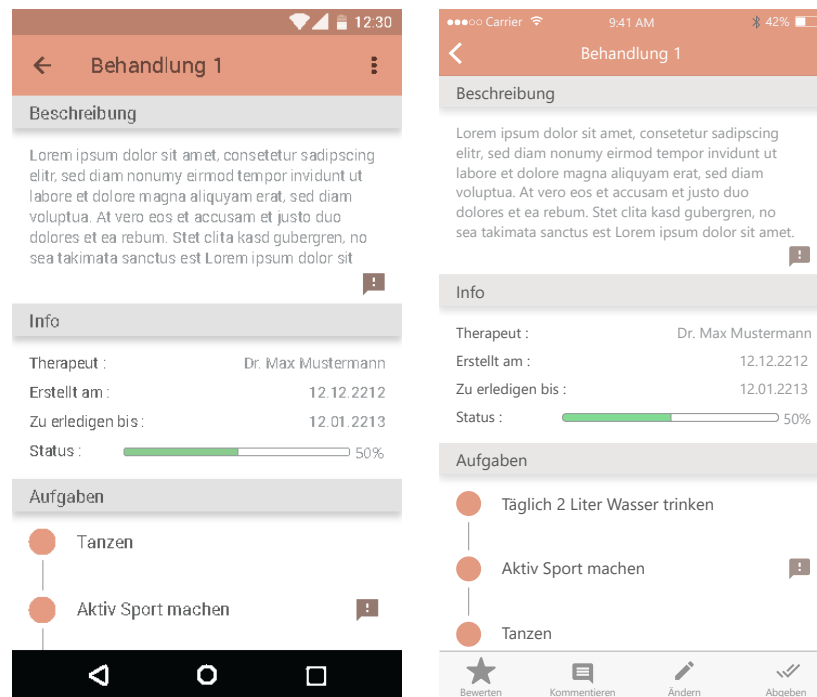 12:30
Behandlung 1
Beschreibung
Lorem ipsum dolor sit amet, consetetur sadipscing
elitr, sed diam nonumy eirmod tempor invidunt ut
labore et dolore magna aliquyam erat, sed diam
voluptua. At vero eos et accusam et justo duo
dolores et ea rebum. Stet clita kasd gubergren, no
sea takimata sanctus est Lorem ipsum dolor sit
Info
Therapeut : Dr. Max Mustermann
Erstellt am : 12.12.2212
Zu erledigen bis : 12.01.2213
Status : 50%
Aufgaben
Tanzen
Aktiv Sport machen
Carrier 9:41 AM 42%
Behandlung 1
Beschreibung
Lorem ipsum dolor sit amet, consetetur sadipscing
elitr, sed diam nonumy eirmod tempor invidunt ut
labore et dolore magna aliquyam erat, sed diam
voluptua. At vero eos et accusam et justo duo
dolores et ea rebum. Stet clita kasd gubergren, no
sea takimata sanctus est Lorem ipsum dolor sit amet.
Info
Therapeut : Dr. Max Mustermann
Erstellt am : 12.12.2212
Zu erledigen bis : 12.01.2213
Status : 50%
Aufgaben
Täglich 2 Liter Wasser trinken
Aktiv Sport machen
Tanzen
Bewerten Kommentieren Ändern Abgeben